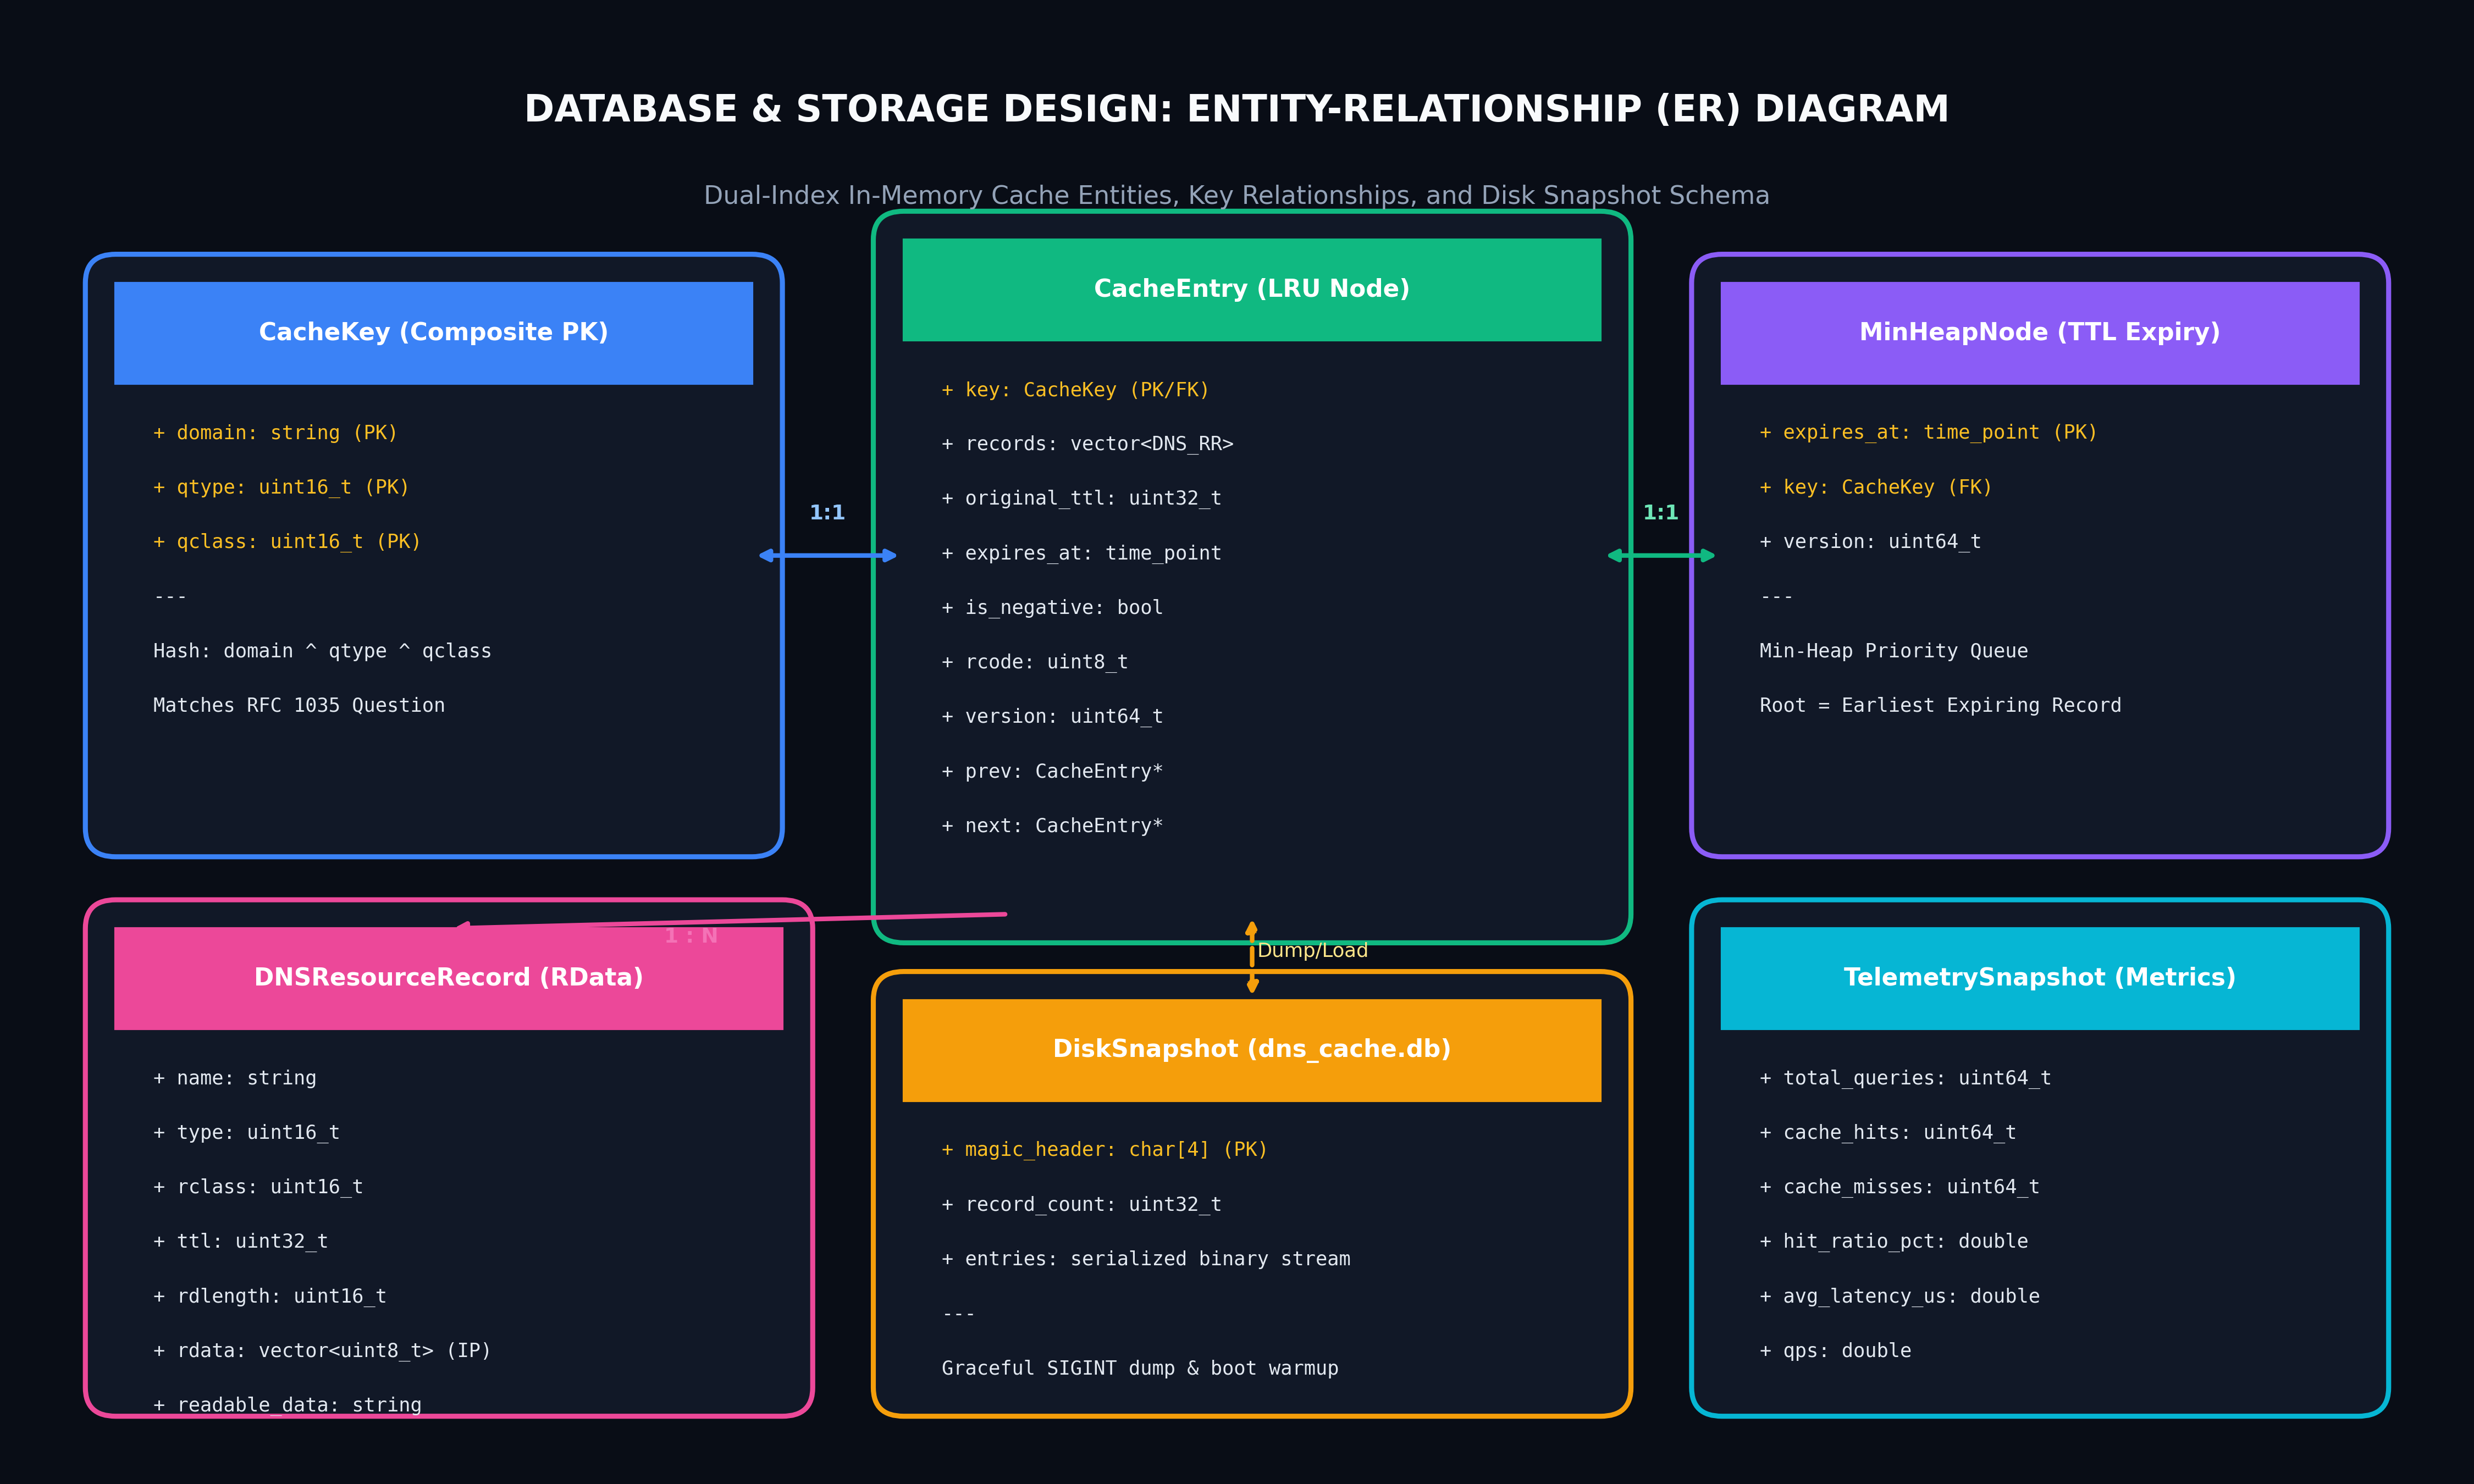 DATABASE & STORAGE DESIGN: ENTITY-RELATIONSHIP (ER) DIAGRAM
Dual-Index In-Memory Cache Entities, Key Relationships, and Disk Snapshot Schema
CacheKey (Composite PK)
+ domain: string (PK)
+ qtype: uint16_t (PK)
+ qclass: uint16_t (PK)
---
Hash: domain ^ qtype ^ qclass
Matches RFC 1035 Question
1:1
CacheEntry (LRU Node)
+ key: CacheKey (PK/FK)
+ records: vector<DNS_RR>
+ original_ttl: uint32_t
+ expires_at: time_point
+ is_negative: bool
+ rcode: uint8_t
+ version: uint64_t
+ prev: CacheEntry*
+ next: CacheEntry*
1:1
MinHeapNode (TTL Expiry)
+ expires_at: time_point (PK)
+ key: CacheKey (FK)
+ version: uint64_t
---
Min-Heap Priority Queue
Root = Earliest Expiring Record
1 : N
DNSResourceRecord (RData)
+ name: string
+ type: uint16_t
+ rclass: uint16_t
+ ttl: uint32_t
+ rdlength: uint16_t
+ rdata: vector<uint8_t> (IP)
+ readable_data: string
Dump/Load
DiskSnapshot (dns_cache.db)
+ magic_header: char[4] (PK)
+ record_count: uint32_t
+ entries: serialized binary stream
---
Graceful SIGINT dump & boot warmup
TelemetrySnapshot (Metrics)
+ total_queries: uint64_t
+ cache_hits: uint64_t
+ cache_misses: uint64_t
+ hit_ratio_pct: double
+ avg_latency_us: double
+ qps: double